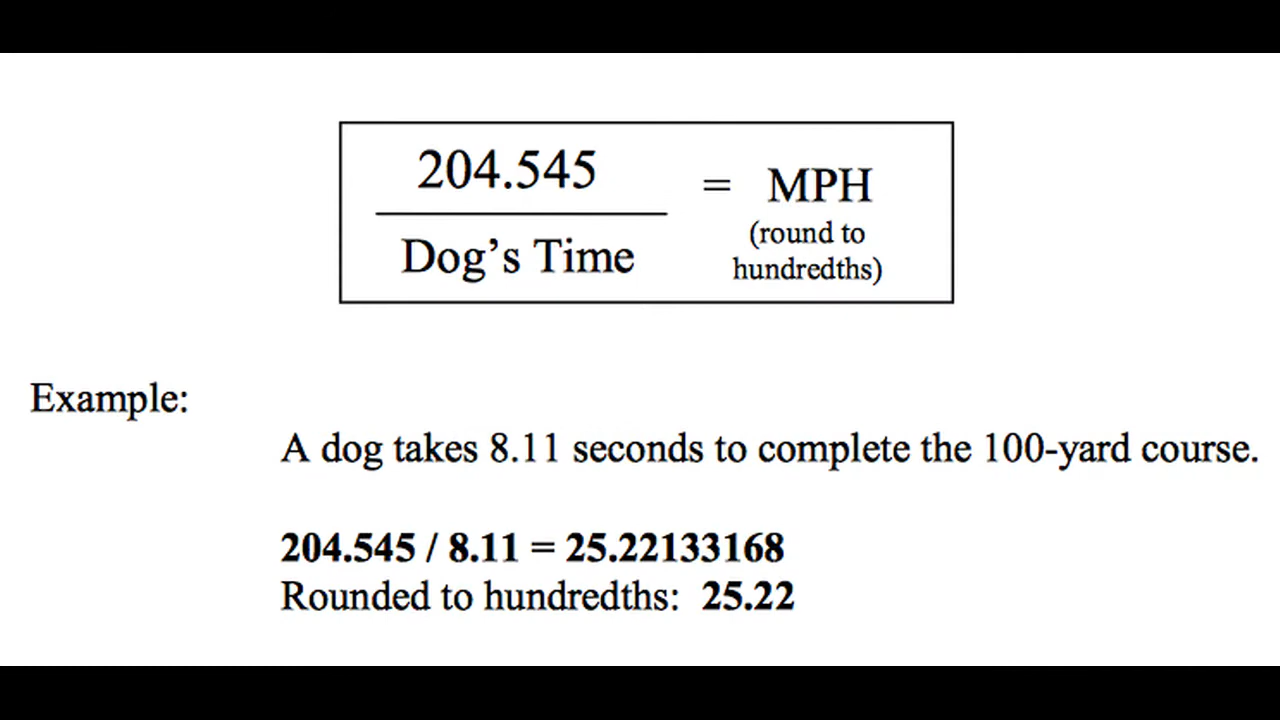 204.545
Dog’s Time
= MPH
(round to
hundredths)
Example:
A dog takes 8.11 seconds to complete the 100-yard course.
204.545 / 8.11 = 25.22133168
Rounded to hundredths: 25.22